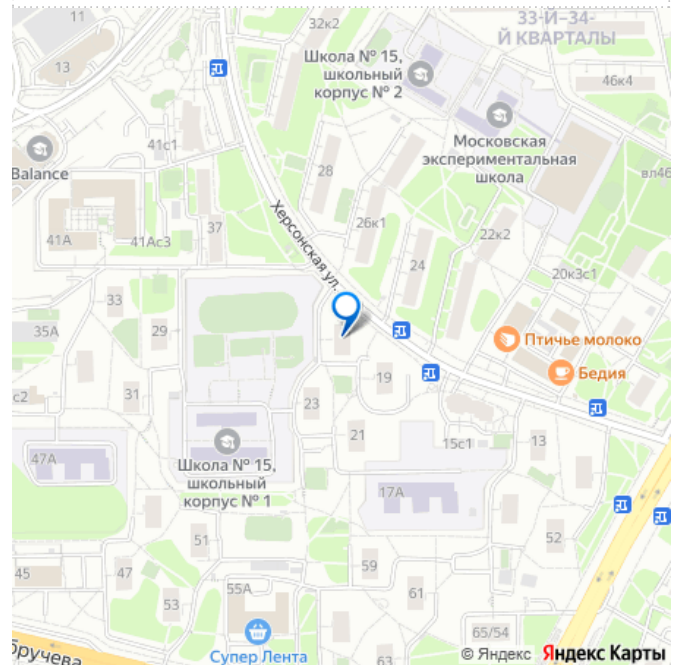 11
32к2
33-И–34-
Й КВАРТАЛЫ
13
Школа № 15,
школьный
корпус № 2
46к4
41с1
Московская
экспериментальная
школа
вл46
Balance
28
26к1
41А
41Ас3
37
22к2
24
Херсонская ул.
20к3с1
33
35А
29
Птичье молоко
с2
31
19
Бедия
23
21
15с1
13
47А
Школа № 15,
школьный
корпус № 1
17А
51
52
45
47
59
53
55А
61
63
65/54
бручева
Супер Лента
© Яндекс Яндекс Карты